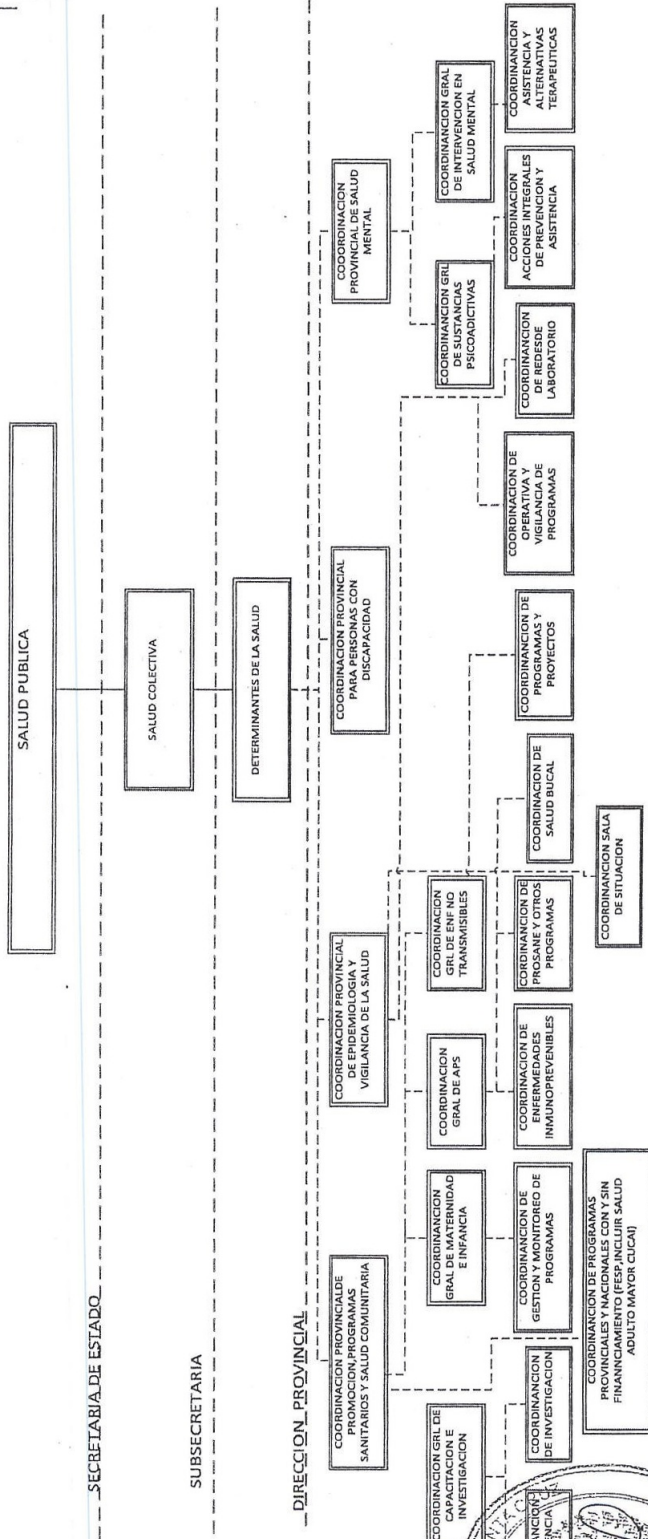 SALUD PUBLICA
SECRETARIA DE ESTADO
SALUD COLECTIVA
SUBSECRETARIA
DETERMINANTES DE LA SALUD
DIRECCION PROVINCIAL
COORDINACION PROVINCIALDE
PROMOCION,PROGRAMAS
SANITARIOS Y SALUD COMUNITARIA
COORDINACION PROVINCIAL
DE EPIDEMIOLOGIA Y
VIGILANCIA DE LA SALUD
COORDINACION PROVINCIAL
PARA PERSONAS CON
DISCAPACIDAD
COOORDINACION
PROVINCIAL DE SALUD
MENTAL
COORDINACION GRL DE
CAPACITACION E
INVESTIGACION
COORDINANCION
GRAL DE MATERNIDAD
E INFANCIA
COORDINACION
GRAL DE APS
COORDINACION
GRL DE ENF NO
TRANSMISIBLES
COORDINANCION GRL
DE SUSTANCIAS
PSICOADICTIVAS
COORDINANCION GRAL
DE INTERVENCION EN
SALUD MENTAL
COORDINANCION
DE INVESTIGACION
COORDINANCION DE
GESTION Y MONITOREO DE
PROGRAMAS
COORDINACION DE
ENFERMEDADES
INMUNOPREVENIBLES
CORDINANCION DE
PROSANE Y OTROS
PROGRAMAS
COORDINANCION DE
SALUD BUCAL
COORDINANCION DE
PROGRAMAS Y
PROYECTOS
COORDINACION DE
OPERATIVA Y
VIGILANCIA DE
PROGRAMAS
COORDINANCION
DE REDESDE
LABORATORIO
COORDINACION
ACCIONES INTEGRALES
DE PREVENCION Y
ASISTENCIA
COORDINANCION
ASISTENCIA Y
ALTERNATIVAS
TERAPEUTICAS
COORDINANCION DE PROGRAMAS
PROVINCIALES Y NACIONALES CON Y SIN
FINANNCIAMIENTO (FESP,INCLUIR SALUD
ADULTO MAYOR CUCAI)
COORDINANCION SALA
DE SITUACION